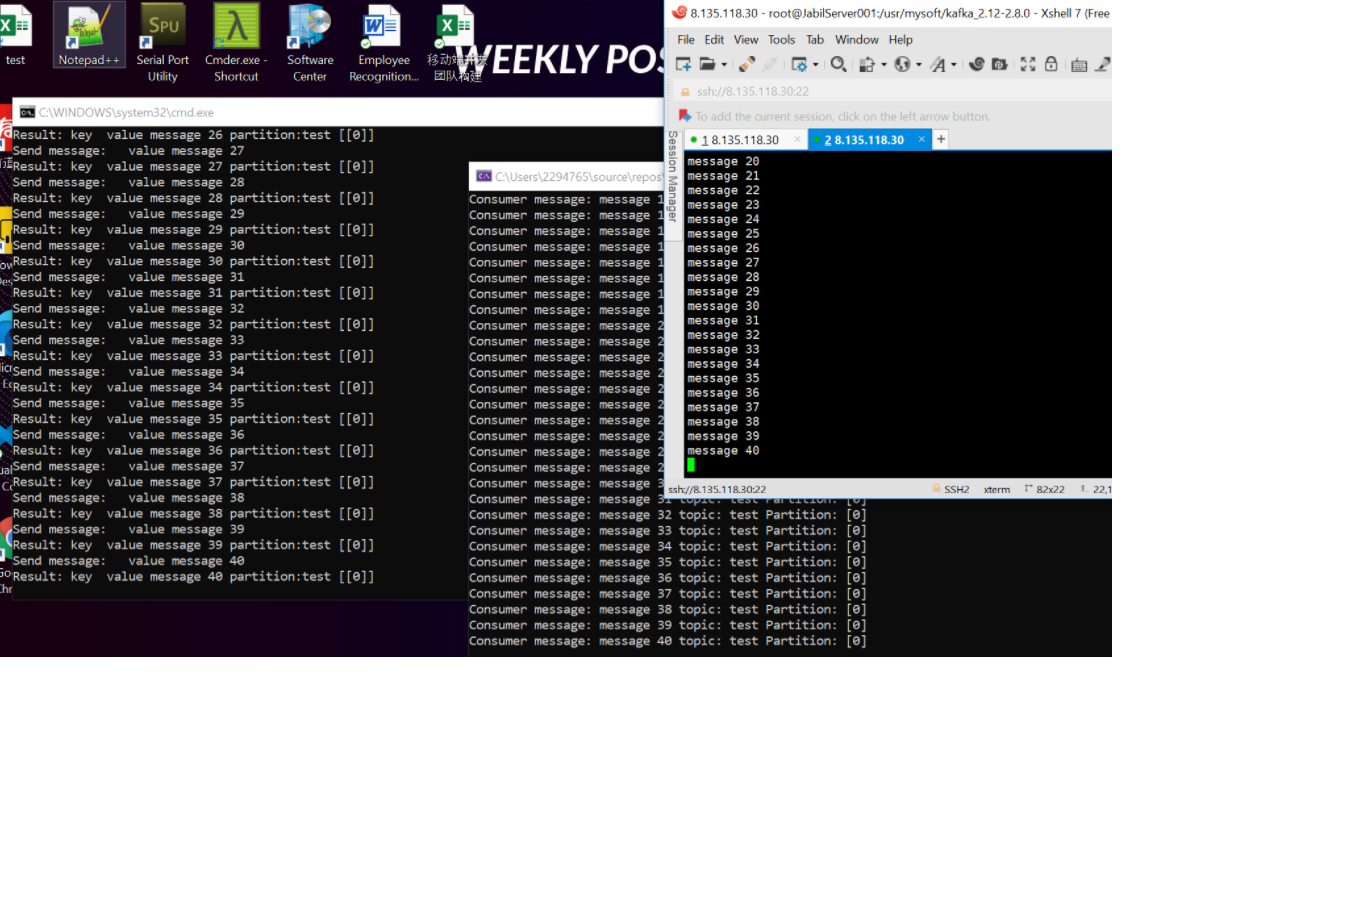 test
Notepad++
Serial Port
Utility
Cmder.exe -
Shortcut
Software
Center
Employee
Recognition...
移动端开发
团队构建
WEEKLY POS
C:\WINDOWS\system32\cmd.exe
Result: key  value message 26 partition:test [[0]]
Send message:   value message 27
Result: key  value message 27 partition:test [[0]]
Send message:   value message 28
Result: key  value message 28 partition:test [[0]]
Send message:   value message 29
Result: key  value message 29 partition:test [[0]]
Send message:   value message 30
Result: key  value message 30 partition:test [[0]]
Send message:   value message 31
Result: key  value message 31 partition:test [[0]]
Send message:   value message 32
Result: key  value message 32 partition:test [[0]]
Send message:   value message 33
Result: key  value message 33 partition:test [[0]]
Send message:   value message 34
Result: key  value message 34 partition:test [[0]]
Send message:   value message 35
Result: key  value message 35 partition:test [[0]]
Send message:   value message 36
Result: key  value message 36 partition:test [[0]]
Send message:   value message 37
Result: key  value message 37 partition:test [[0]]
Send message:   value message 38
Result: key  value message 38 partition:test [[0]]
Send message:   value message 39
Result: key  value message 39 partition:test [[0]]
Send message:   value message 40
Result: key  value message 40 partition:test [[0]]
C:\Users\2294765\source\repos\
Consumer message: message 1
Consumer message: message 1
Consumer message: message 1
Consumer message: message 1
Consumer message: message 1
Consumer message: message 1
Consumer message: message 1
Consumer message: message 1
Consumer message: message 2
Consumer message: message 2
Consumer message: message 2
Consumer message: message 2
Consumer message: message 2
Consumer message: message 2
Consumer message: message 2
Consumer message: message 2
Consumer message: message 2
Consumer message: message 2
Consumer message: message 3
Consumer message: message 31 topic: test Partition: [0]
Consumer message: message 32 topic: test Partition: [0]
Consumer message: message 33 topic: test Partition: [0]
Consumer message: message 34 topic: test Partition: [0]
Consumer message: message 35 topic: test Partition: [0]
Consumer message: message 36 topic: test Partition: [0]
Consumer message: message 37 topic: test Partition: [0]
Consumer message: message 38 topic: test Partition: [0]
Consumer message: message 39 topic: test Partition: [0]
Consumer message: message 40 topic: test Partition: [0]
8.135.118.30 - root@JabilServer001:/usr/mysoft/kafka_2.12-2.8.0 - Xshell 7 (Free
File Edit View Tools Tab Window Help
ssh://8.135.118.30:22
To add the current session, click on the left arrow button.
Session Manager
1 8.135.118.30 × 2 8.135.118.30 × +
message 20
message 21
message 22
message 23
message 24
message 25
message 26
message 27
message 28
message 29
message 30
message 31
message 32
message 33
message 34
message 35
message 36
message 37
message 38
message 39
message 40
ssh://8.135.118.30:22 SSH2 xterm 82x22 22,1